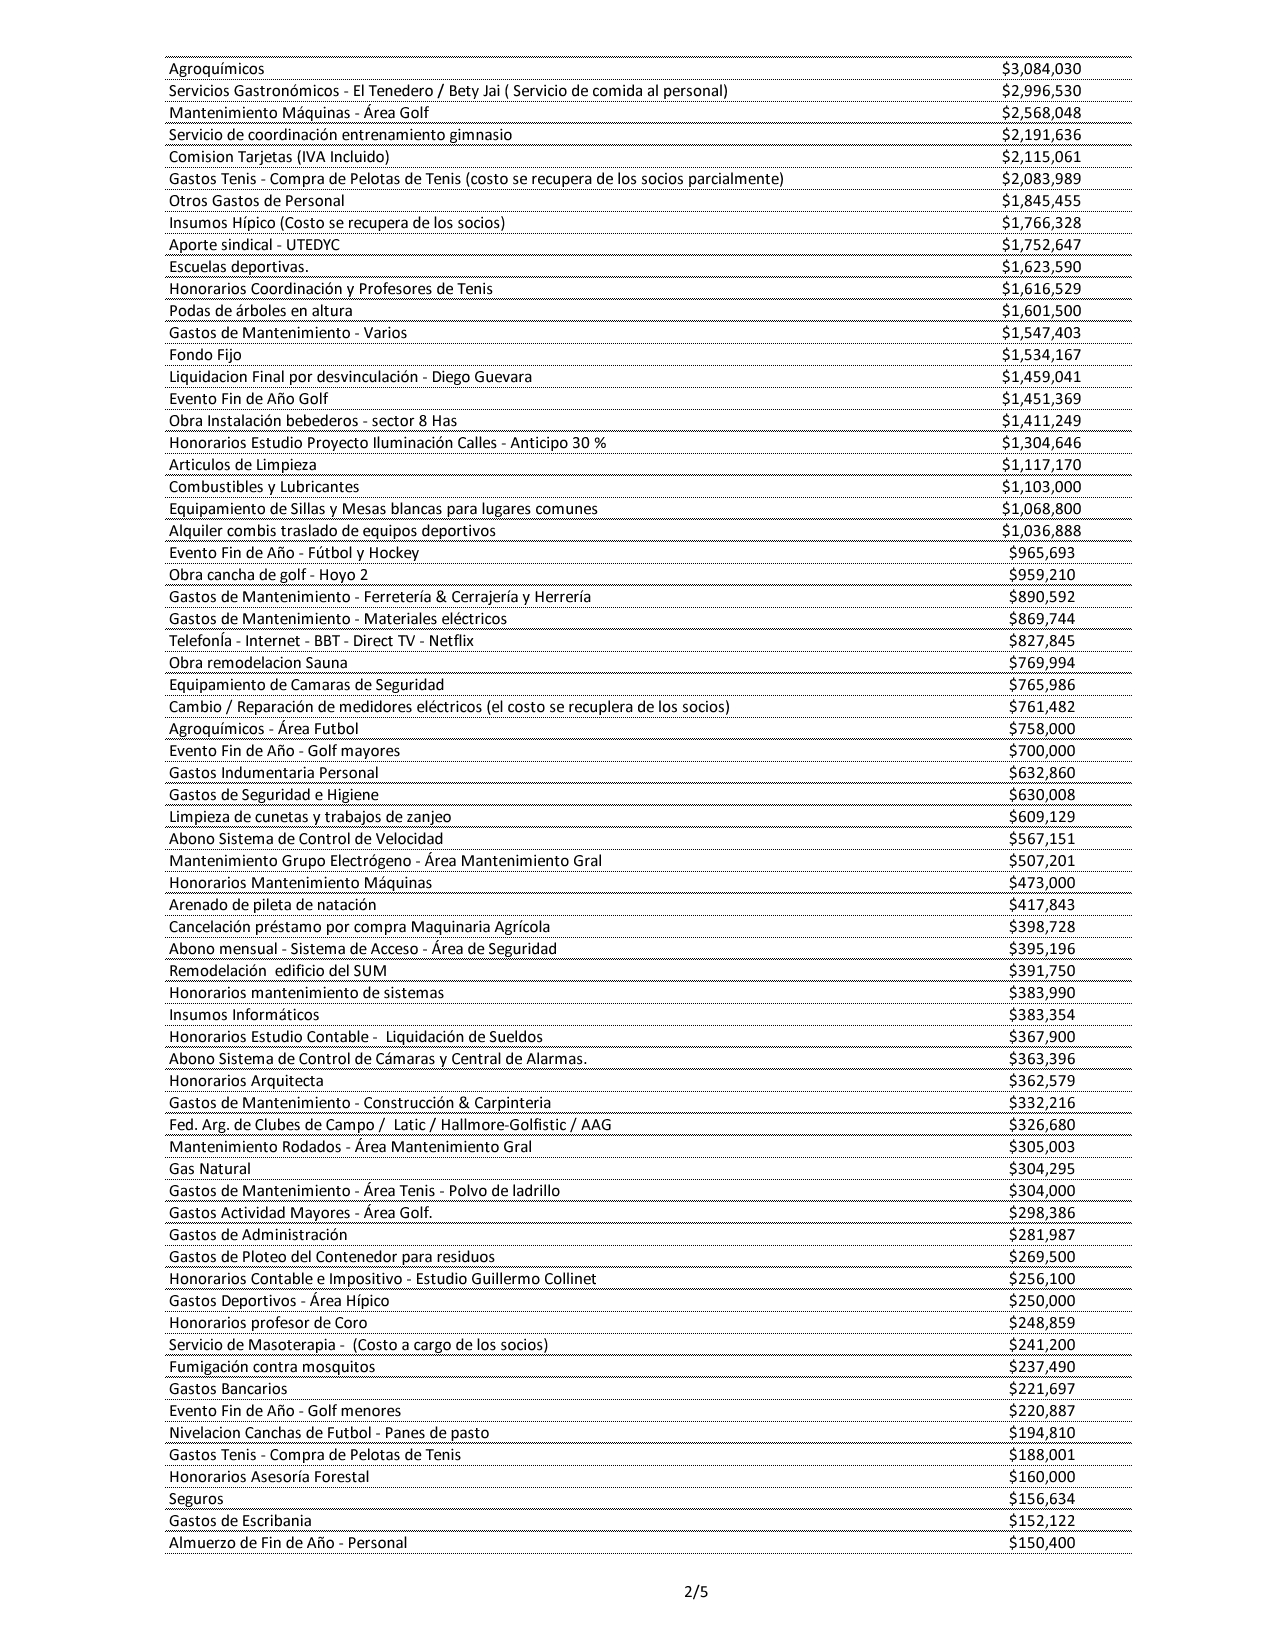 Agroquímicos $3,084,030
Servicios Gastronómicos - El Tenedero / Bety Jai ( Servicio de comida al personal) $2,996,530
Mantenimiento Máquinas - Área Golf $2,568,048
Servicio de coordinación entrenamiento gimnasio $2,191,636
Comision Tarjetas (IVA Incluido) $2,115,061
Gastos Tenis - Compra de Pelotas de Tenis (costo se recupera de los socios parcialmente) $2,083,989
Otros Gastos de Personal $1,845,455
Insumos Hípico (Costo se recupera de los socios) $1,766,328
Aporte sindical - UTEDYC $1,752,647
Escuelas deportivas. $1,623,590
Honorarios Coordinación y Profesores de Tenis $1,616,529
Podas de árboles en altura $1,601,500
Gastos de Mantenimiento - Varios $1,547,403
Fondo Fijo $1,534,167
Liquidacion Final por desvinculación - Diego Guevara $1,459,041
Evento Fin de Año Golf $1,451,369
Obra Instalación bebederos - sector 8 Has $1,411,249
Honorarios Estudio Proyecto Iluminación Calles - Anticipo 30 % $1,304,646
Articulos de Limpieza $1,117,170
Combustibles y Lubricantes $1,103,000
Equipamiento de Sillas y Mesas blancas para lugares comunes $1,068,800
Alquiler combis traslado de equipos deportivos $1,036,888
Evento Fin de Año - Fútbol y Hockey $965,693
Obra cancha de golf - Hoyo 2 $959,210
Gastos de Mantenimiento - Ferretería & Cerrajería y Herrería $890,592
Gastos de Mantenimiento - Materiales eléctricos $869,744
TelefonÍa - Internet - BBT - Direct TV - Netflix $827,845
Obra remodelacion Sauna $769,994
Equipamiento de Camaras de Seguridad $765,986
Cambio / Reparación de medidores eléctricos (el costo se recuplera de los socios) $761,482
Agroquímicos - Área Futbol $758,000
Evento Fin de Año - Golf mayores $700,000
Gastos Indumentaria Personal $632,860
Gastos de Seguridad e Higiene $630,008
Limpieza de cunetas y trabajos de zanjeo $609,129
Abono Sistema de Control de Velocidad $567,151
Mantenimiento Grupo Electrógeno - Área Mantenimiento Gral $507,201
Honorarios Mantenimiento Máquinas $473,000
Arenado de pileta de natación $417,843
Cancelación préstamo por compra Maquinaria Agrícola $398,728
Abono mensual - Sistema de Acceso - Área de Seguridad $395,196
Remodelación  edificio del SUM $391,750
Honorarios mantenimiento de sistemas $383,990
Insumos Informáticos $383,354
Honorarios Estudio Contable -  Liquidación de Sueldos $367,900
Abono Sistema de Control de Cámaras y Central de Alarmas. $363,396
Honorarios Arquitecta $362,579
Gastos de Mantenimiento - Construcción & Carpinteria $332,216
Fed. Arg. de Clubes de Campo /  Latic / Hallmore-Golfistic / AAG $326,680
Mantenimiento Rodados - Área Mantenimiento Gral $305,003
Gas Natural $304,295
Gastos de Mantenimiento - Área Tenis - Polvo de ladrillo $304,000
Gastos Actividad Mayores - Área Golf. $298,386
Gastos de Administración $281,987
Gastos de Ploteo del Contenedor para residuos $269,500
Honorarios Contable e Impositivo - Estudio Guillermo Collinet $256,100
Gastos Deportivos - Área Hípico $250,000
Honorarios profesor de Coro $248,859
Servicio de Masoterapia -  (Costo a cargo de los socios) $241,200
Fumigación contra mosquitos $237,490
Gastos Bancarios $221,697
Evento Fin de Año - Golf menores $220,887
Nivelacion Canchas de Futbol - Panes de pasto $194,810
Gastos Tenis - Compra de Pelotas de Tenis $188,001
Honorarios Asesoría Forestal $160,000
Seguros $156,634
Gastos de Escribania $152,122
Almuerzo de Fin de Año - Personal $150,400
2/5